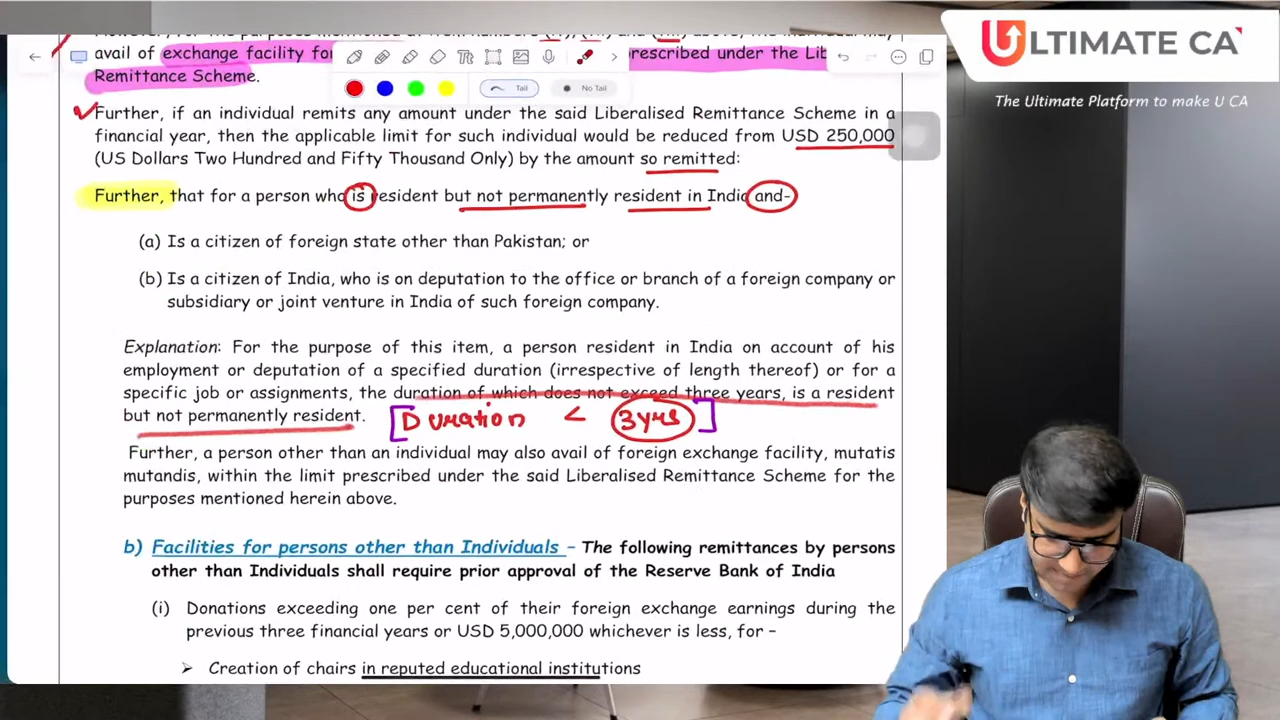 exchange facility for
prescribed under the Lib
avail of
Remittance Scheme.
Tail
No Tail
Further, if an individual remits any amount under the said Liberalised Remittance Scheme in a
financial year, then the applicable limit for such individual would be reduced from USD 250,000
(US Dollars Two Hundred and Fifty Thousand Only) by the amount so remitted:
Further, that for a person who is resident but not permanently resident in India and-
(a) Is a citizen of foreign state other than Pakistan; or
(b) Is a citizen of India, who is on deputation to the office or branch of a foreign company or
subsidiary or joint venture in India of such foreign company.
Explanation: For the purpose of this item, a person resident in India on account of his
employment or deputation of a specified duration (irrespective of length thereof) or for a
specific job or assignments, the duration of which does not exceed three years, is a resident
but not permanently resident.
[Duration < 3yrs]
Further, a person other than an individual may also avail of foreign exchange facility, mutatis
mutandis, within the limit prescribed under the said Liberalised Remittance Scheme for the
purposes mentioned herein above.
b) Facilities for persons other than Individuals – The following remittances by persons
other than Individuals shall require prior approval of the Reserve Bank of India
(i) Donations exceeding one per cent of their foreign exchange earnings during the
previous three financial years or USD 5,000,000 whichever is less, for –
➢ Creation of chairs in reputed educational institutions
ULTIMATE CA
The Ultimate Platform to make U CA